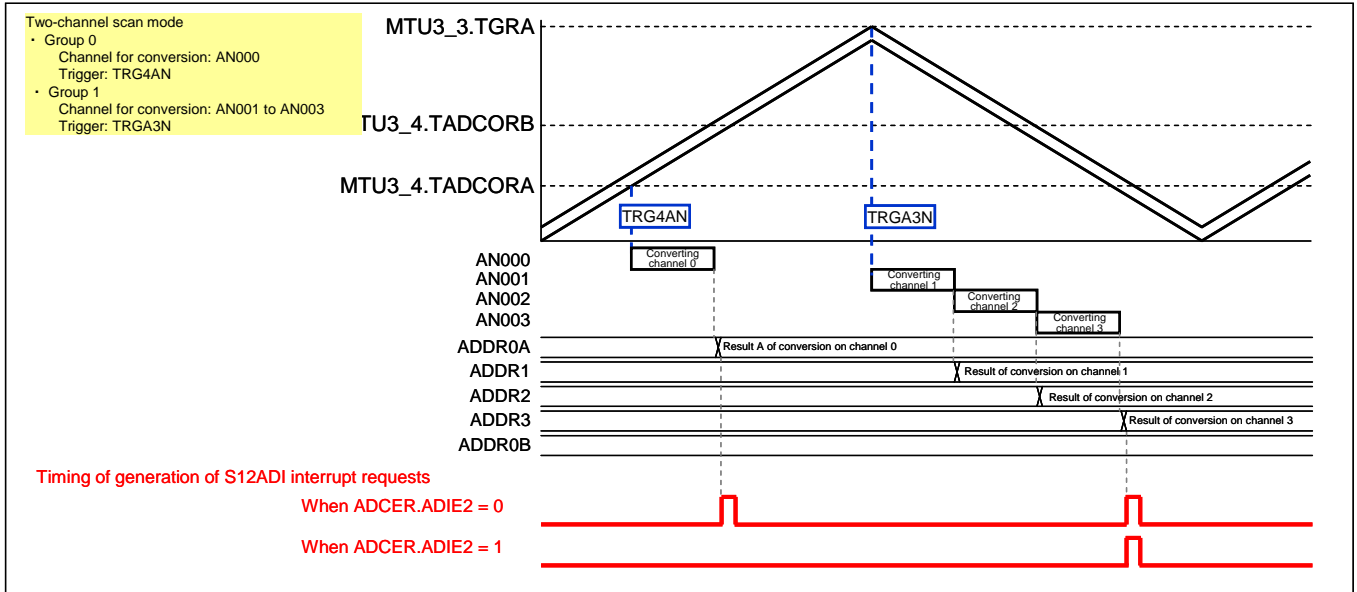 Two-channel scan mode
・ Group 0
Channel for conversion: AN000
Trigger: TRG4AN
・ Group 1
Channel for conversion: AN001 to AN003
Trigger: TRGA3N
MTU3_3.TGRA
TU3_4.TADCORB
MTU3_4.TADCORA
TRG4AN
TRGA3N
AN000
Converting
channel 0
AN001
Converting
channel 1
AN002
Converting
channel 2
AN003
Converting
channel 3
ADDR0A
Result A of conversion on channel 0
ADDR1
Result of conversion on channel 1
ADDR2
Result of conversion on channel 2
ADDR3
Result of conversion on channel 3
ADDR0B
Timing of generation of S12ADI interrupt requests
When ADCER.ADIE2 = 0
When ADCER.ADIE2 = 1